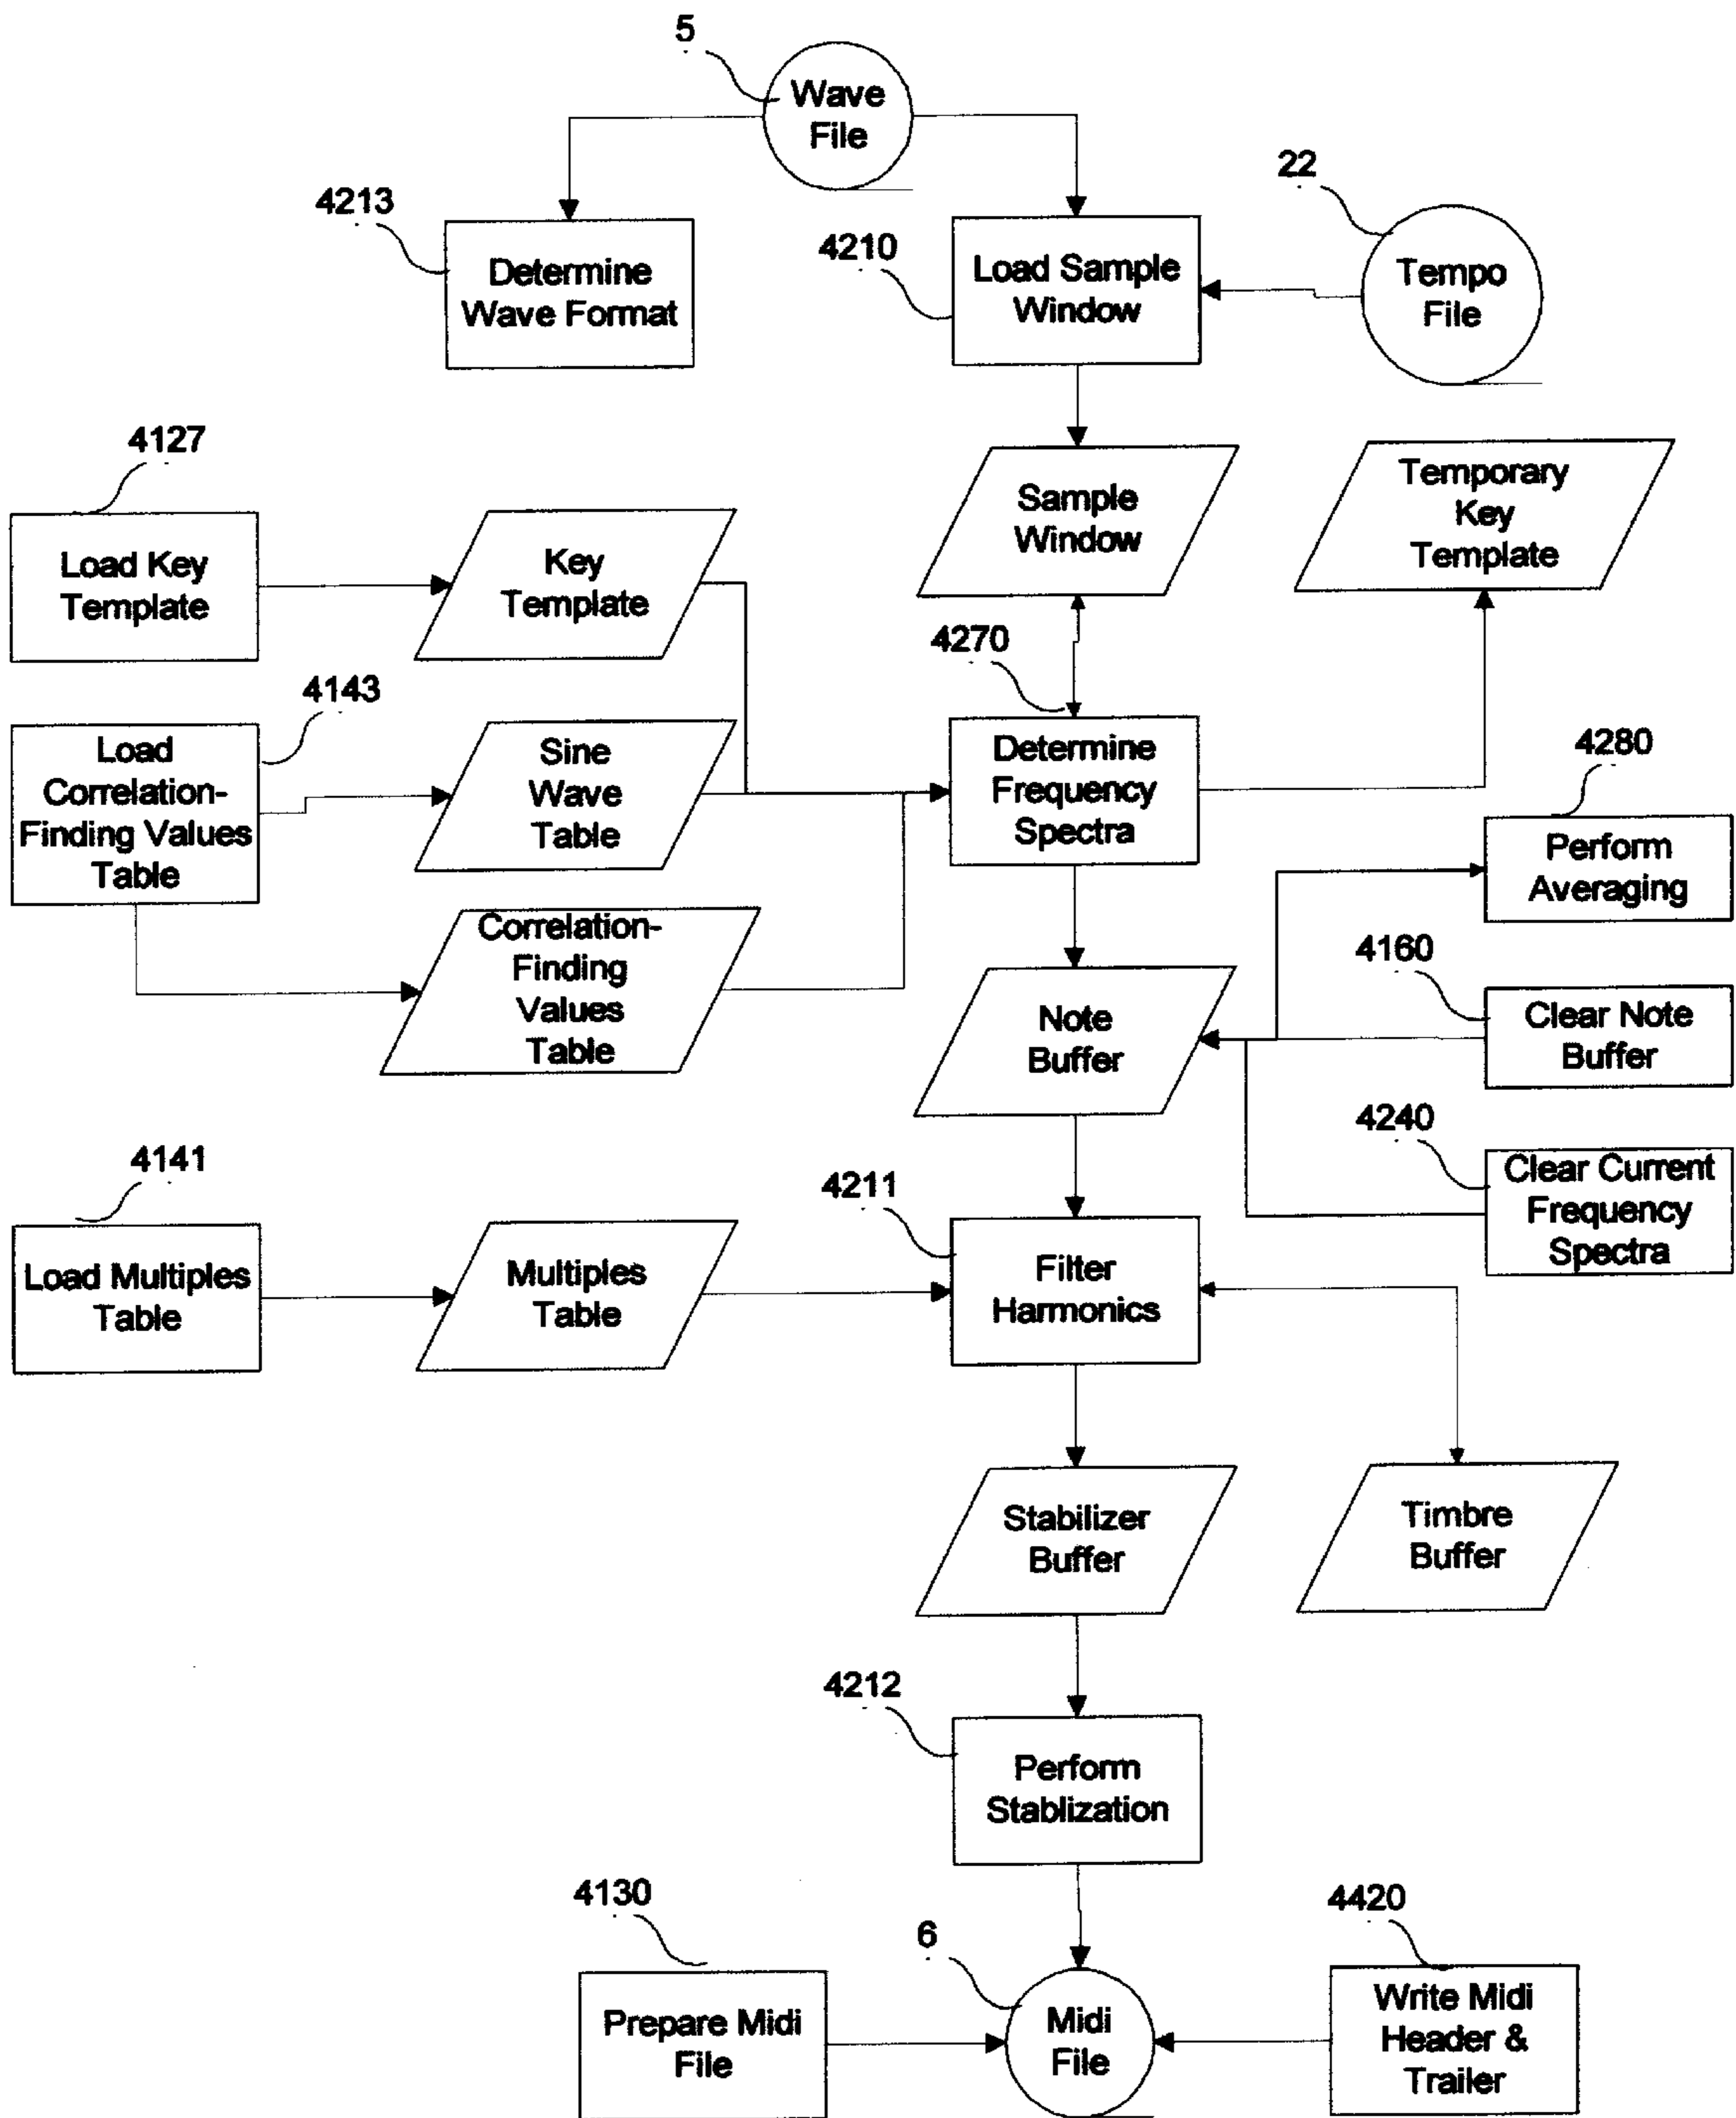 5
Wave
File
22
4213
4210
Determine
Wave Format
Load Sample
Window
Tempo
File
4127
Load Key
Template
Key
Template
Sample
Window
Temporary
Key
Template
4270
4143
Load
Correlation-
Finding Values
Table
Sine
Wave
Table
Determine
Frequency
Spectra
4280
Perform
Averaging
Correlation-
Finding
Values
Table
Note
Buffer
4160
Clear Note
Buffer
4240
Clear Current
Frequency
Spectra
4141
Load Multiples
Table
Multiples
Table
4211
Filter
Harmonics
Stabilizer
Buffer
Timbre
Buffer
4212
Perform
Stablization
4130
Prepare Midi
File
6
Midi
File
4420
Write Midi
Header &
Trailer